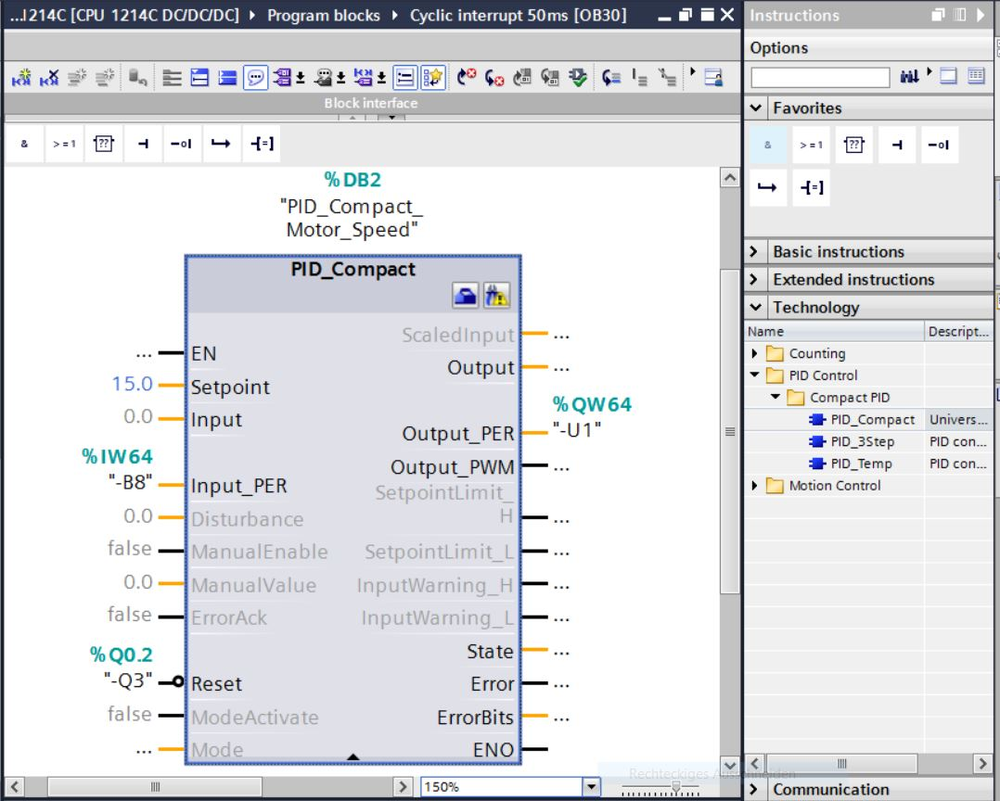 ...1214C [CPU 1214C DC/DC/DC] Program blocks Cyclic interrupt 50ms [OB30]
Block interface
& >=1 ?? -o| [=]
%DB2
"PID_Compact_
Motor_Speed"
PID_Compact
ScaledInput ...
... EN
Output ...
15.0 Setpoint
0.0 Input
%QW64
"-U1"
Output_PER
Output_PWM ...
%IW64
"-B8"
Input_PER
SetpointLimit_
H ...
0.0 Disturbance
false ManualEnable
SetpointLimit_L ...
0.0 ManualValue
InputWarning_H ...
false ErrorAck
InputWarning_L ...
State ...
%Q0.2
"-Q3"
Reset
Error ...
false ModeActivate
ErrorBits ...
... Mode
ENO
150%
Rechteckiges Ausschneiden
Instructions
Options
Favorites
& >=1 ?? -o|
[=]
Basic instructions
Extended instructions
Technology
Name Descript...
Counting
PID Control
Compact PID
PID_Compact Univers...
PID_3Step PID con...
PID_Temp PID con...
Motion Control
Communication